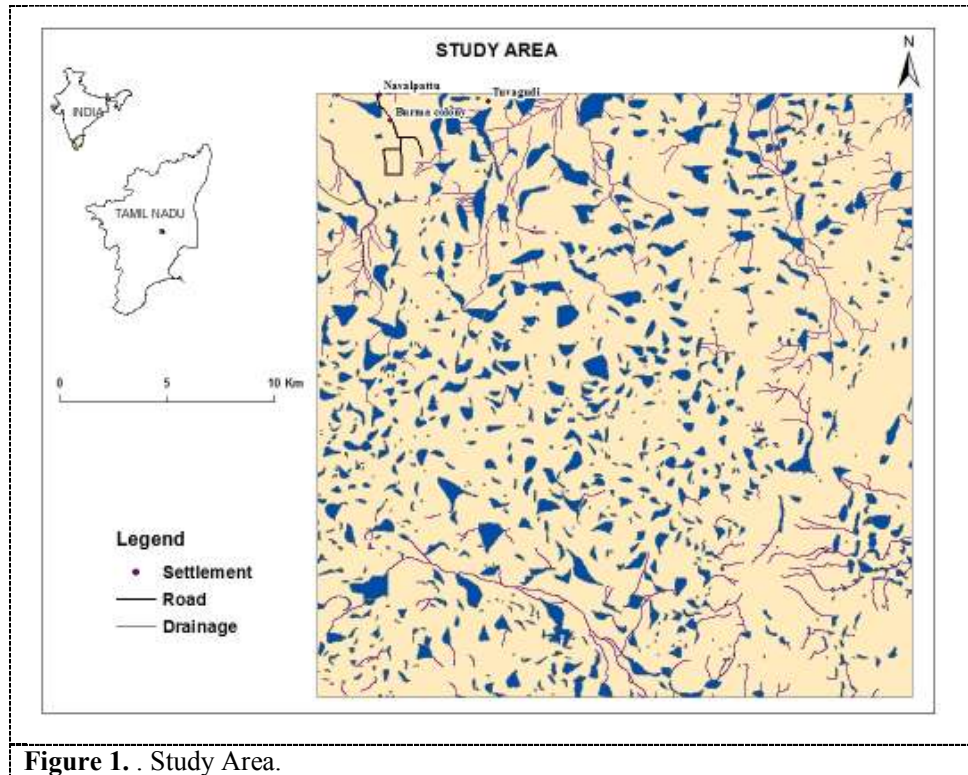 STUDY AREA
N
INDIA
TAMIL NADU
Navalpattu
Tuvagudi
Burma colony
0 5 10 Km
Legend
Settlement
Road
Drainage
Figure 1. . Study Area.